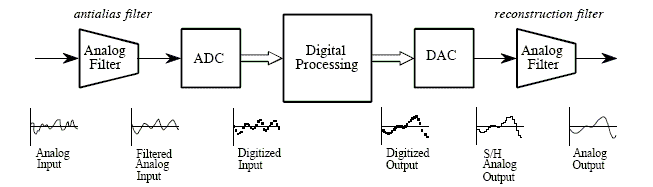 antialias filter
reconstruction filter
Analog
Filter
ADC
Digital
Processing
DAC
Analog
Filter
Analog
Input
Filtered
Analog
Input
Digitized
Input
Digitized
Output
S/H
Analog
Output
Analog
Output